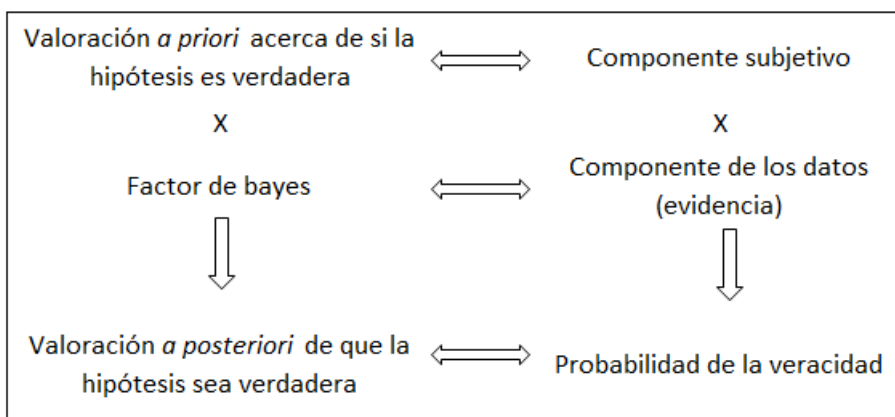 Valoración a priori acerca de si la
hipótesis es verdadera
Componente subjetivo
X
X
Factor de bayes
Componente de los datos
(evidencia)
Valoración a posteriori de que la
hipótesis sea verdadera
Probabilidad de la veracidad